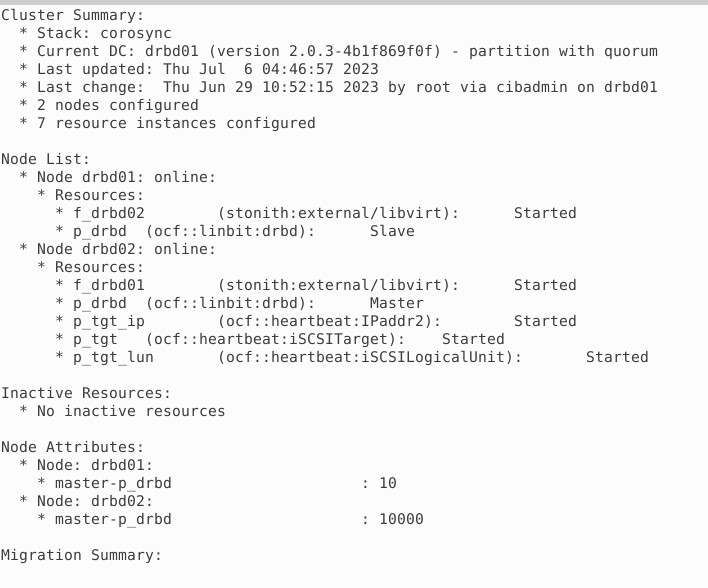 Cluster Summary:
  * Stack: corosync
  * Current DC: drbd01 (version 2.0.3-4b1f869f0f) - partition with quorum
  * Last updated: Thu Jul  6 04:46:57 2023
  * Last change:  Thu Jun 29 10:52:15 2023 by root via cibadmin on drbd01
  * 2 nodes configured
  * 7 resource instances configured

Node List:
  * Node drbd01: online:
    * Resources:
      * f_drbd02        (stonith:external/libvirt):      Started
      * p_drbd  (ocf::linbit:drbd):      Slave
  * Node drbd02: online:
    * Resources:
      * f_drbd01        (stonith:external/libvirt):      Started
      * p_drbd  (ocf::linbit:drbd):      Master
      * p_tgt_ip        (ocf::heartbeat:IPaddr2):        Started
      * p_tgt   (ocf::heartbeat:iSCSITarget):    Started
      * p_tgt_lun       (ocf::heartbeat:iSCSILogicalUnit):       Started

Inactive Resources:
  * No inactive resources

Node Attributes:
  * Node: drbd01:
    * master-p_drbd                     : 10
  * Node: drbd02:
    * master-p_drbd                     : 10000

Migration Summary: